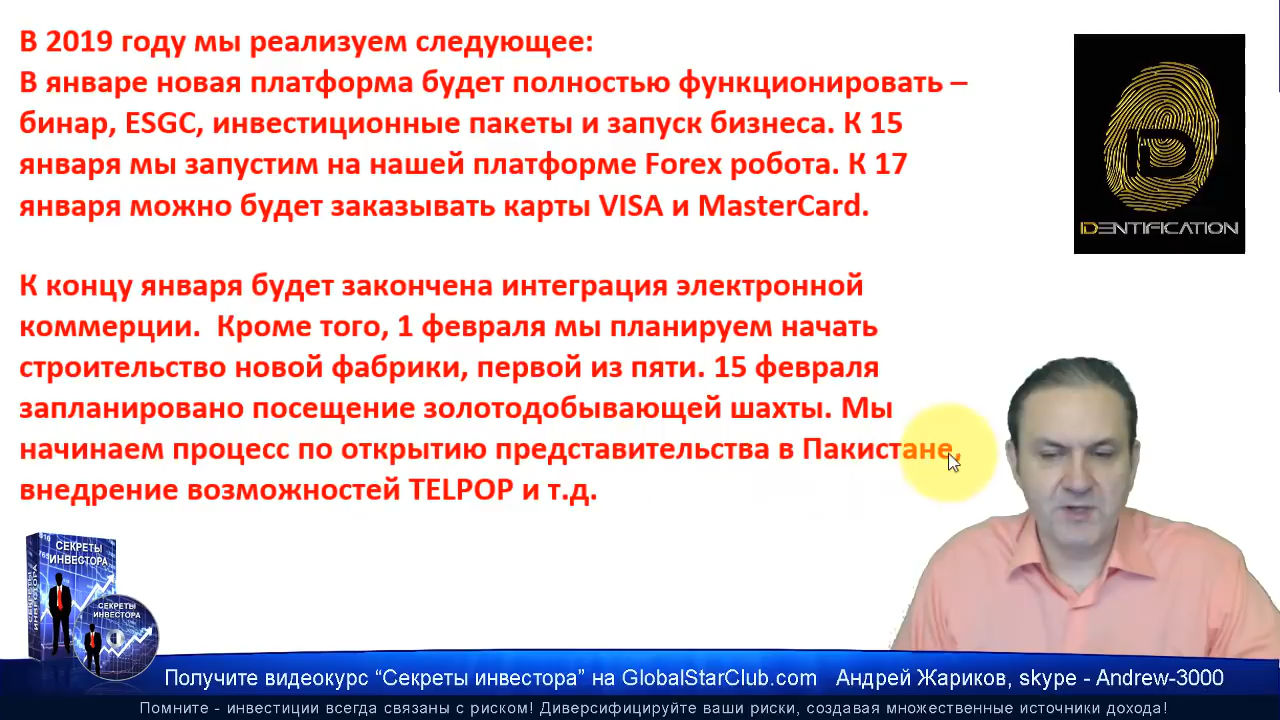 В 2019 году мы реализуем следующее:
В январе новая платформа будет полностью функционировать –
бинар, ESGC, инвестиционные пакеты и запуск бизнеса. К 15
января мы запустим на нашей платформе Forex робота. К 17
января можно будет заказывать карты VISA и MasterCard.
К концу января будет закончена интеграция электронной
коммерции.  Кроме того, 1 февраля мы планируем начать
строительство новой фабрики, первой из пяти. 15 февраля
запланировано посещение золотодобывающей шахты. Мы
начинаем процесс по открытию представительства в Пакистане,
внедрение возможностей TELPOP и т.д.
ID
IDENTIFICATION
СЕКРЕТЫ
ИНВЕСТОРА
СЕКРЕТЫ ИНВЕСТОРА
СЕКРЕТЫ
ИНВЕСТОРА
Получите видеокурс “Секреты инвестора” на GlobalStarClub.com   Андрей Жариков, skype - Andrew-3000
Помните - инвестиции всегда связаны с риском! Диверсифицируйте ваши риски, создавая множественные источники дохода!